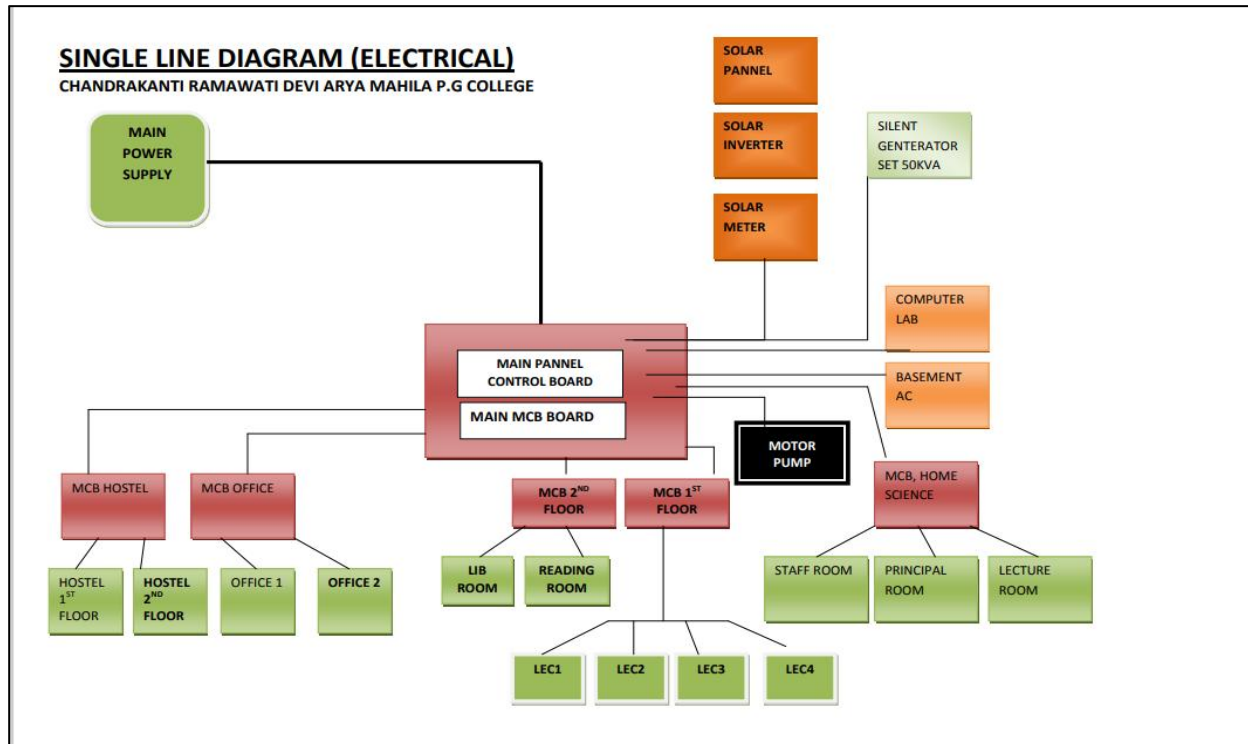 SINGLE LINE DIAGRAM (ELECTRICAL)
CHANDRAKANTI RAMAWATI DEVI ARYA MAHILA P.G COLLEGE
MAIN
POWER
SUPPLY
SOLAR
PANNEL
SOLAR
INVERTER
SOLAR
METER
SILENT
GENTERATOR
SET 50KVA
COMPUTER
LAB
BASEMENT
AC
MAIN PANNEL
CONTROL BOARD
MAIN MCB BOARD
MOTOR
PUMP
MCB HOSTEL
MCB OFFICE
MCB 2ND
FLOOR
MCB 1ST
FLOOR
MCB, HOME
SCIENCE
HOSTEL
1ST
FLOOR
HOSTEL
2ND
FLOOR
OFFICE 1
OFFICE 2
LIB
ROOM
READING
ROOM
STAFF ROOM
PRINCIPAL
ROOM
LECTURE
ROOM
LEC1
LEC2
LEC3
LEC4